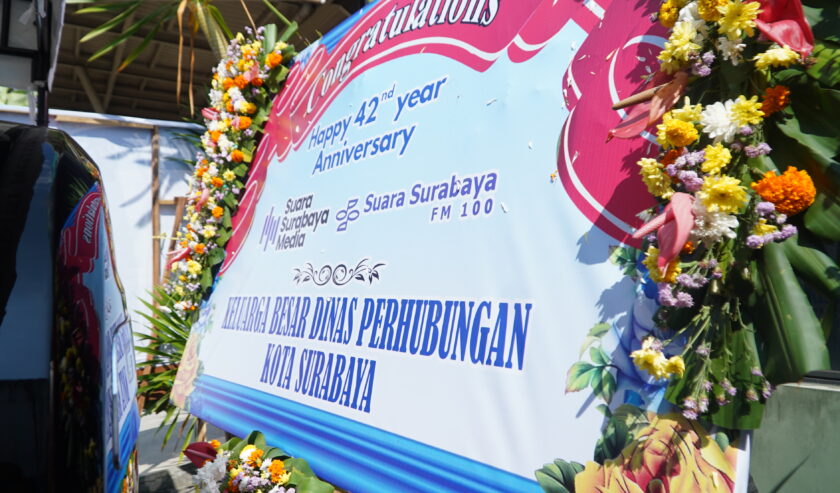 Congratulations
Happy 42nd year
Anniversary
Suara
Surabaya
Media
Suara Surabaya
FM 100
KELUARGA BESAR DINAS PERHUBUNGAN
KOTA SURABAYA